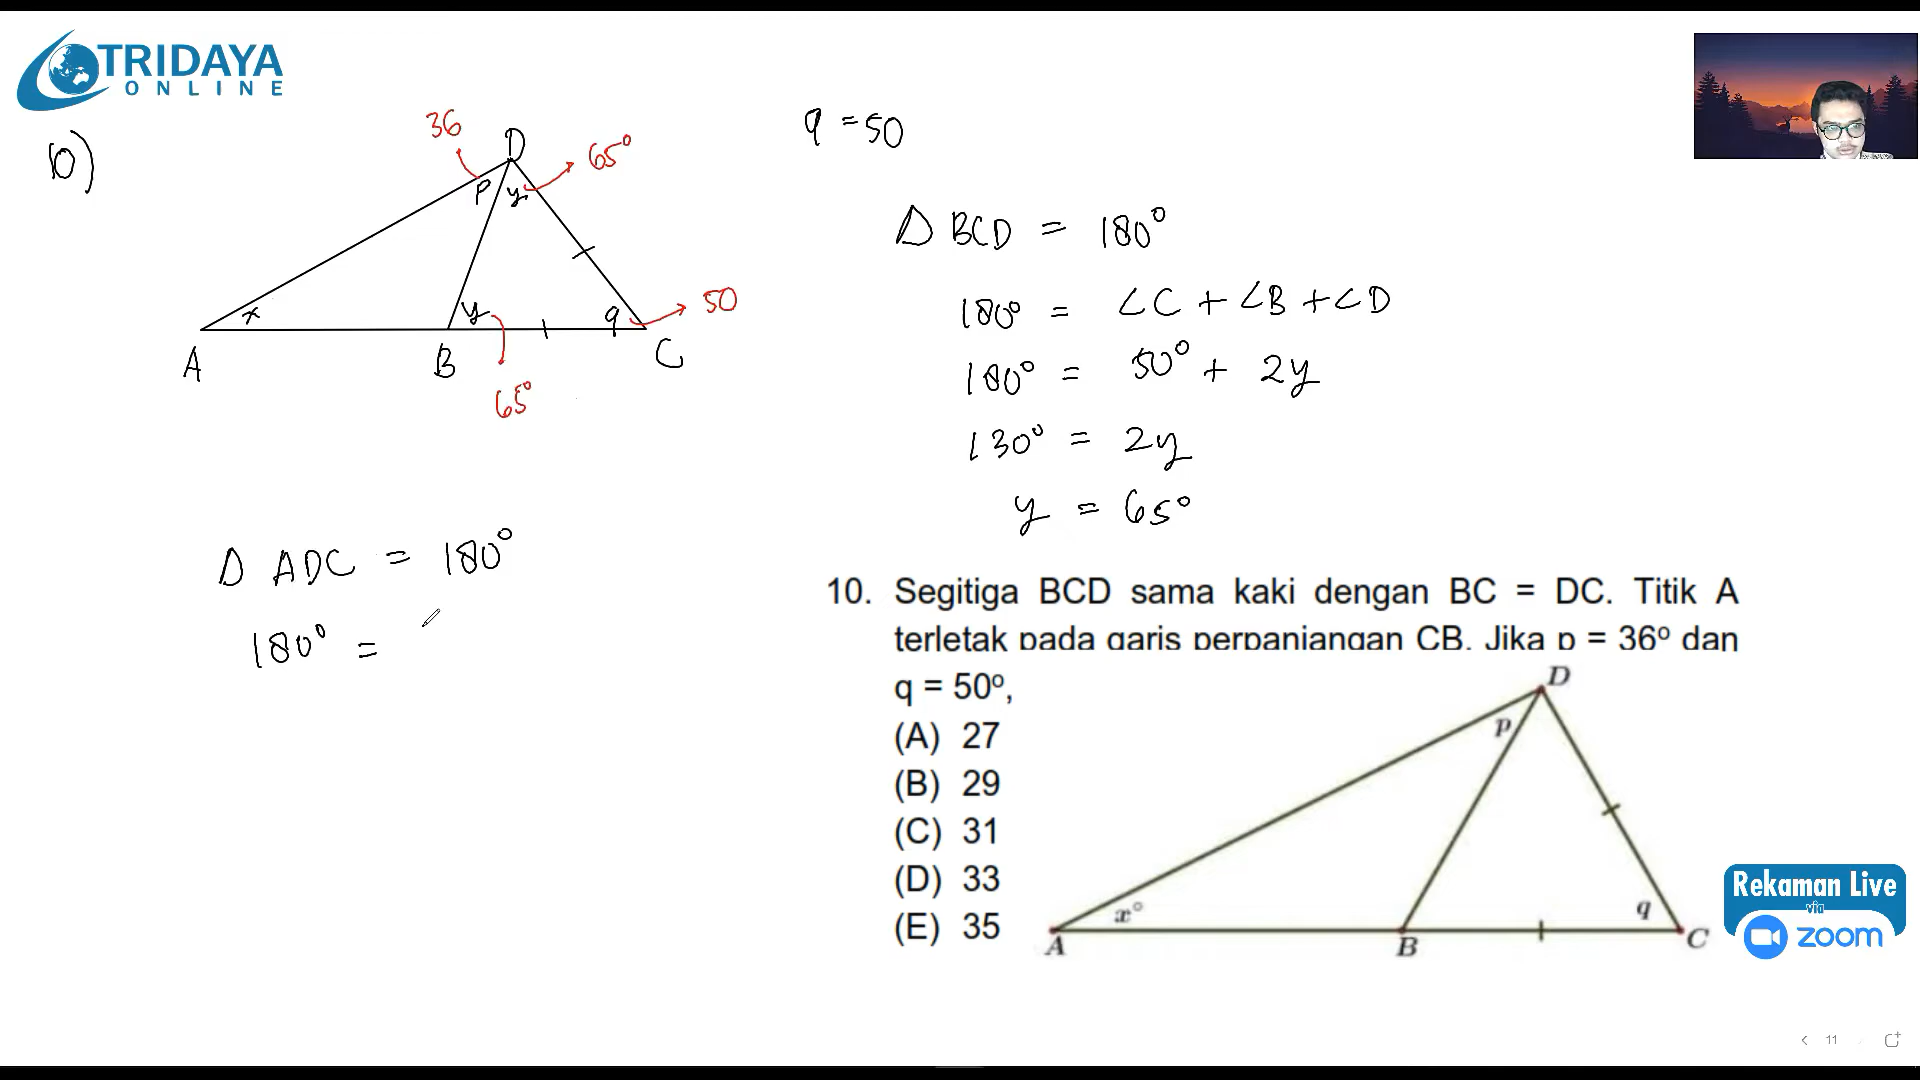 TRIDAYA
ONLINE
10)
36
D
65°
p
y
x
y
q
50
A
B
C
65°
q = 50
Δ BCD = 180°
180° = ∠C + ∠B + ∠D
180° = 50° + 2y
130° = 2y
y = 65°
Δ ADC = 180°
180° =
10. Segitiga BCD sama kaki dengan BC = DC. Titik A
terletak pada garis perpanjangan CB. Jika p = 36º dan
q = 50º,
(A) 27
(B) 29
(C) 31
(D) 33
(E) 35
D
p
x°
q
A
B
C
Rekaman Live
via
zoom
11